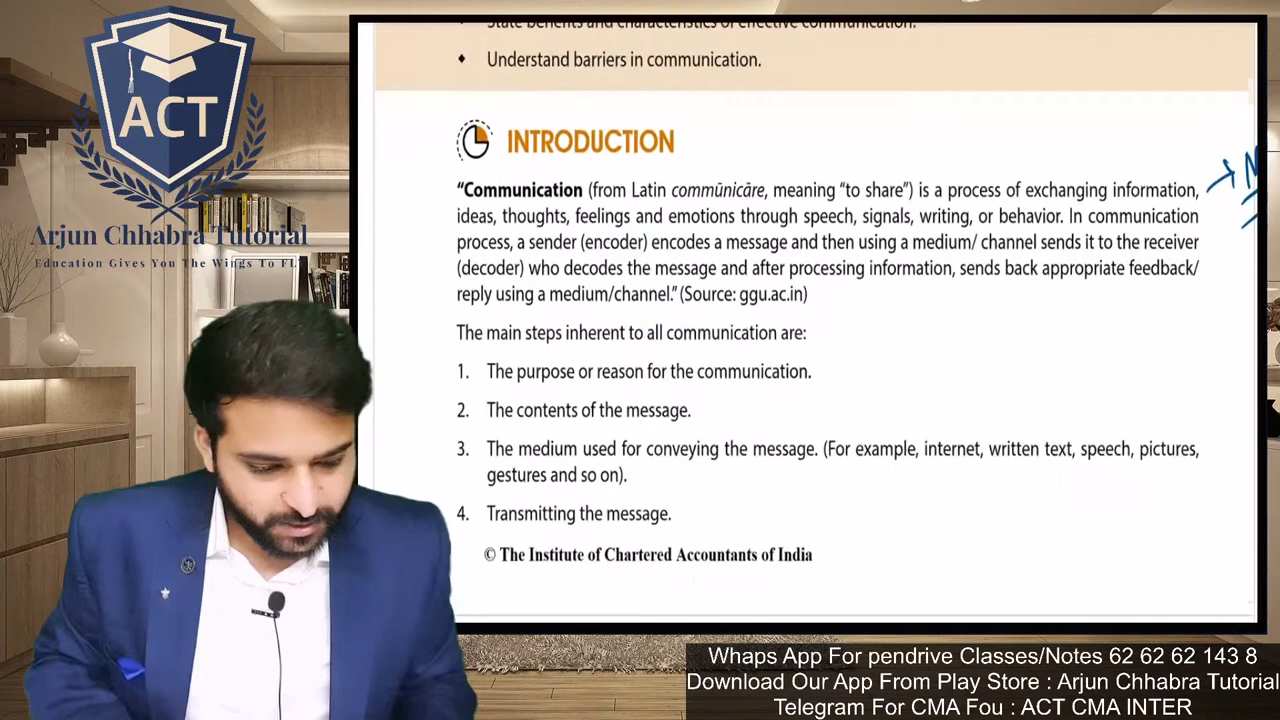 State benefits and characteristics of effective communication.
♦ Understand barriers in communication.
ACT
Arjun Chhabra Tutorial
Education Gives You The Wings To
INTRODUCTION
“Communication (from Latin commūnicāre, meaning “to share”) is a process of exchanging information,
ideas, thoughts, feelings and emotions through speech, signals, writing, or behavior. In communication
process, a sender (encoder) encodes a message and then using a medium/ channel sends it to the receiver
(decoder) who decodes the message and after processing information, sends back appropriate feedback/
reply using a medium/channel.” (Source: ggu.ac.in)
The main steps inherent to all communication are:
1. The purpose or reason for the communication.
2. The contents of the message.
3. The medium used for conveying the message. (For example, internet, written text, speech, pictures,
gestures and so on).
4. Transmitting the message.
© The Institute of Chartered Accountants of India
Whaps App For pendrive Classes/Notes 62 62 62 143 8
Download Our App From Play Store : Arjun Chhabra Tutorial
Telegram For CMA Fou : ACT CMA INTER